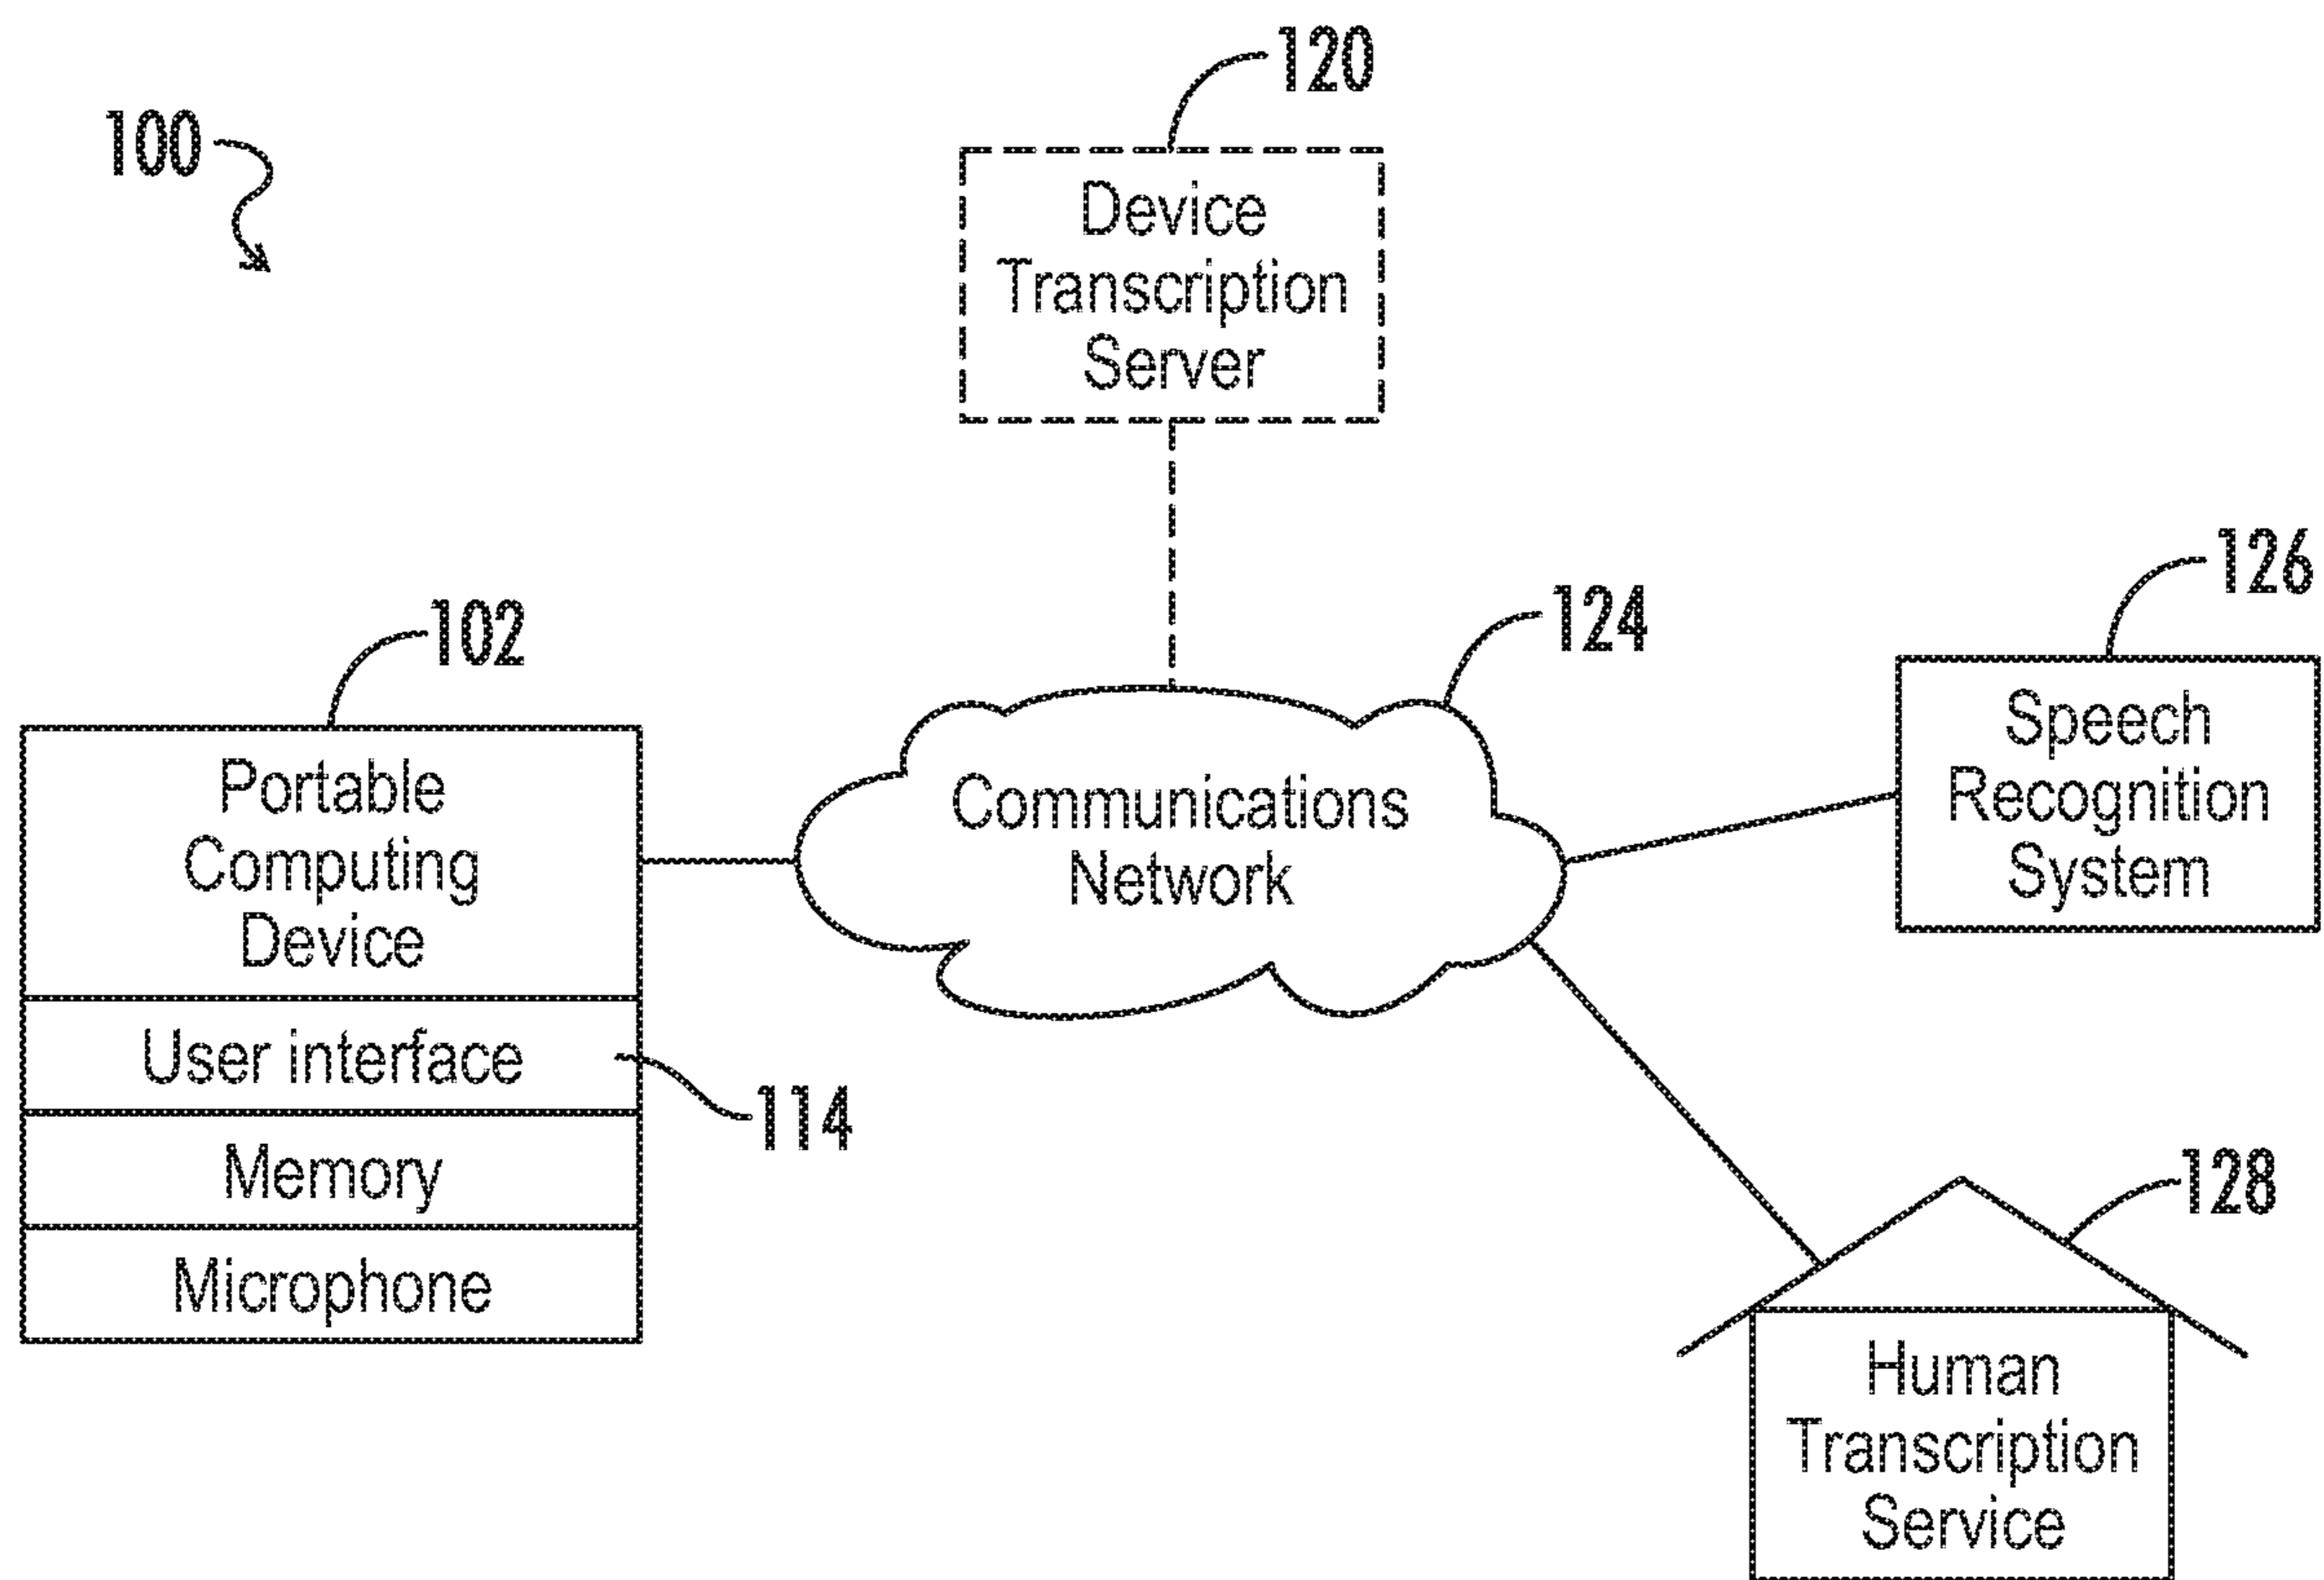 120
100
Device
Transcription
Server
126
124
102
Speech
Recognition
System
Portable
Computing
Device
Communications
Network
User interface
114
Memory
Microphone
128
Human
Transcription
Service